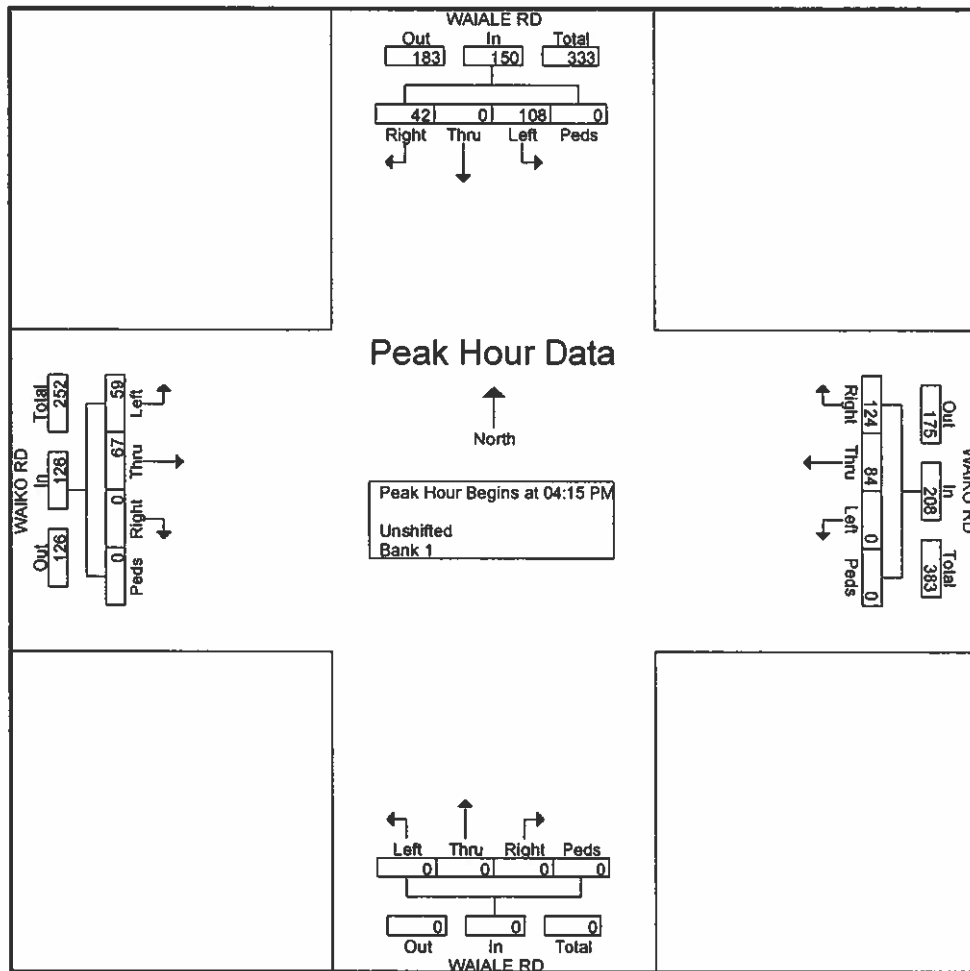 WAIALE RD
Out In Total
183 150 333
42 0 108 0
Right Thru Left Peds
Peak Hour Data
North
Peak Hour Begins at 04:15 PM
Unshifted
Bank 1
WAIKO RD
Out In Total
126 126 252
Peds Right Thru Left
0 0 67 59
WAIKO RD
Out In Total
175 208 383
Right Thru Left Peds
124 84 0 0
Left Thru Right Peds
0 0 0 0
0 0 0
Out In Total
WAIALE RD